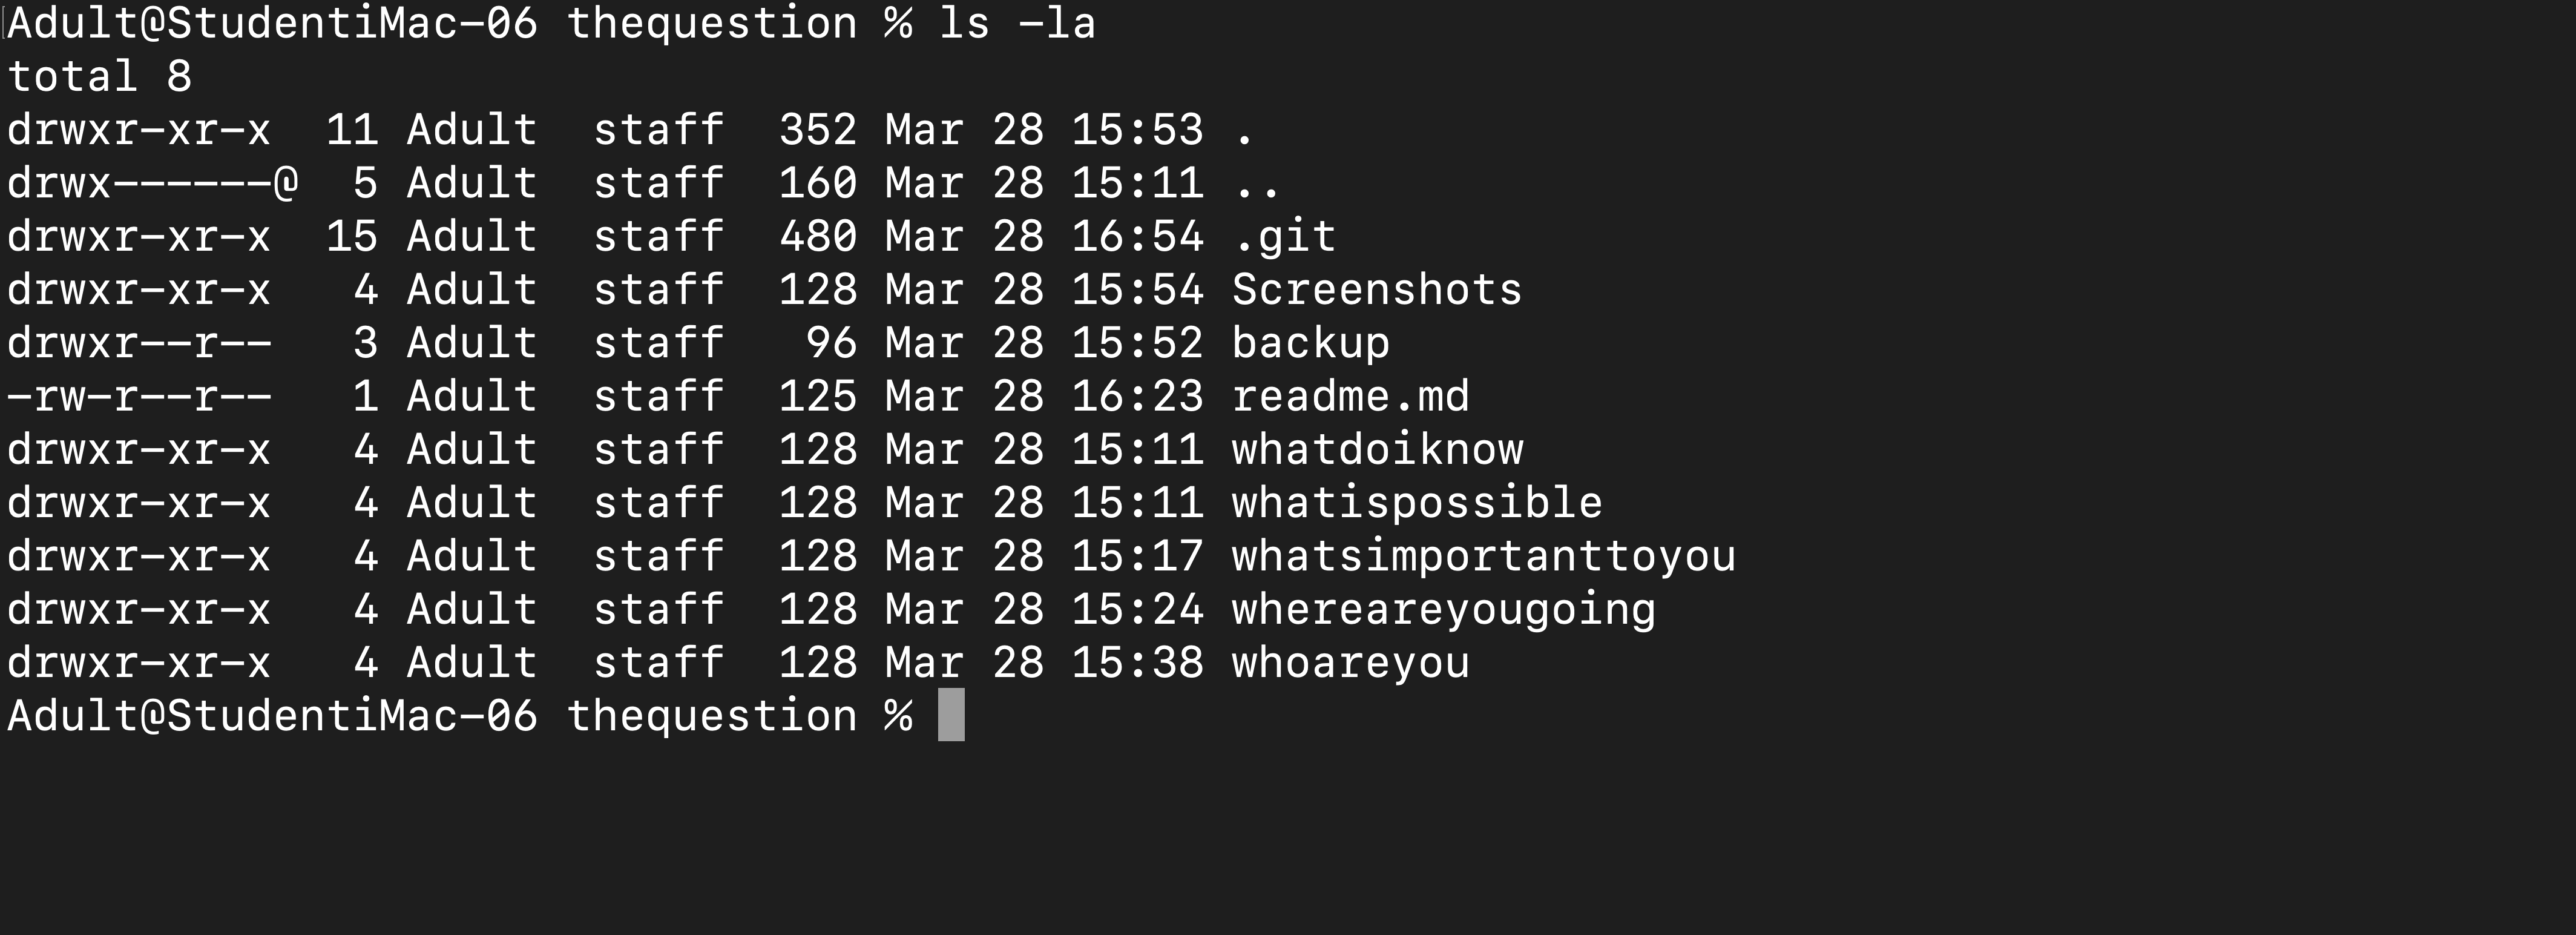 Adult@StudentiMac-06 thequestion % ls -la
total 8
drwxr-xr-x  11 Adult  staff  352 Mar 28 15:53 .
drwx------@  5 Adult  staff  160 Mar 28 15:11 ..
drwxr-xr-x  15 Adult  staff  480 Mar 28 16:54 .git
drwxr-xr-x   4 Adult  staff  128 Mar 28 15:54 Screenshots
drwxr--r--   3 Adult  staff   96 Mar 28 15:52 backup
-rw-r--r--   1 Adult  staff  125 Mar 28 16:23 readme.md
drwxr-xr-x   4 Adult  staff  128 Mar 28 15:11 whatdoiknow
drwxr-xr-x   4 Adult  staff  128 Mar 28 15:11 whatispossible
drwxr-xr-x   4 Adult  staff  128 Mar 28 15:17 whatsimportanttoyou
drwxr-xr-x   4 Adult  staff  128 Mar 28 15:24 whereareyougoing
drwxr-xr-x   4 Adult  staff  128 Mar 28 15:38 whoareyou
Adult@StudentiMac-06 thequestion %